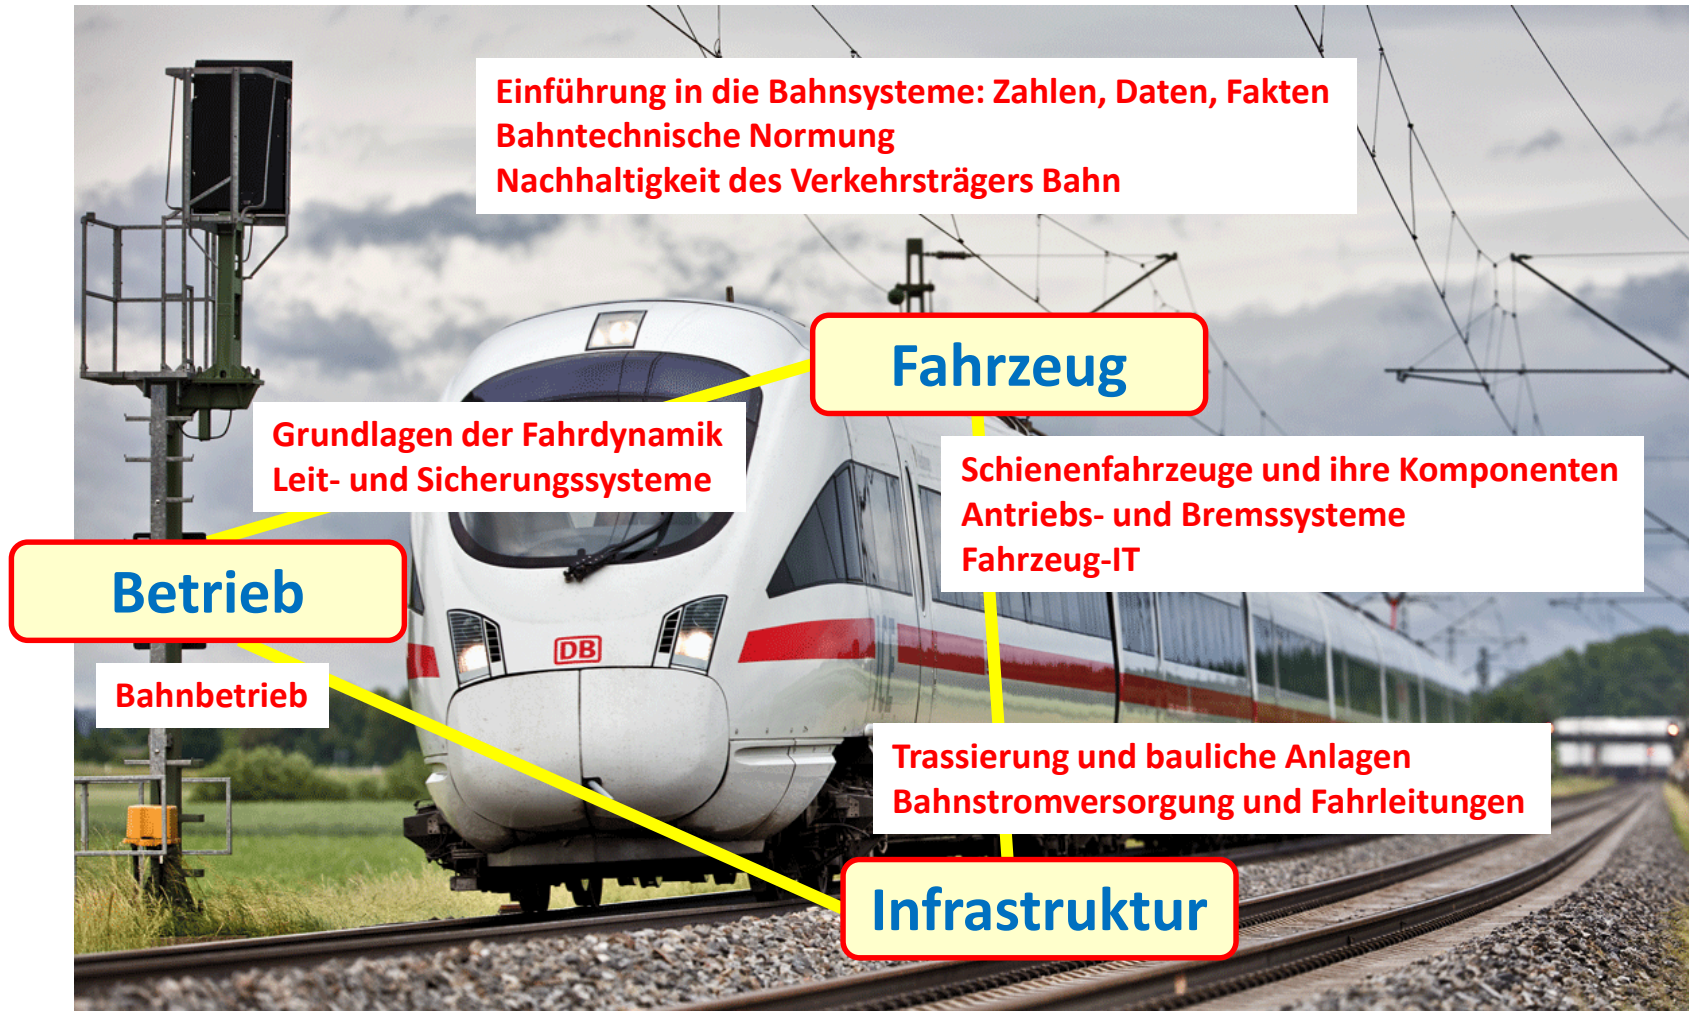 Einführung in die Bahnsysteme: Zahlen, Daten, Fakten
Bahntechnische Normung
Nachhaltigkeit des Verkehrsträgers Bahn
Fahrzeug
Grundlagen der Fahrdynamik
Leit- und Sicherungssysteme
Schienenfahrzeuge und ihre Komponenten
Antriebs- und Bremssysteme
Fahrzeug-IT
Betrieb
DB
Bahnbetrieb
Trassierung und bauliche Anlagen
Bahnstromversorgung und Fahrleitungen
Infrastruktur